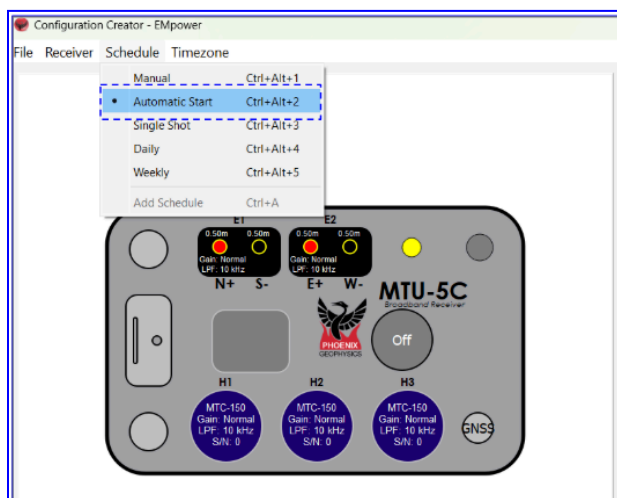 Configuration Creator - EMpower
File Receiver Schedule Timezone
Manual Ctrl+Alt+1
Automatic Start Ctrl+Alt+2
Single Shot Ctrl+Alt+3
Daily Ctrl+Alt+4
Weekly Ctrl+Alt+5
Add Schedule Ctrl+A
E1 E2
0.50m 0.50m 0.50m 0.50m
Gain: Normal Gain: Normal
LPF: 10 kHz LPF: 10 kHz
N+ S- E+ W-
MTU-5C
Broadband Receiver
Off
PHOENIX
GEOPHYSICS
H1 H2 H3
MTC-150 MTC-150 MTC-150
Gain: Normal Gain: Normal Gain: Normal
LPF: 10 kHz LPF: 10 kHz LPF: 10 kHz
S/N: 0 S/N: 0 S/N: 0
GNSS